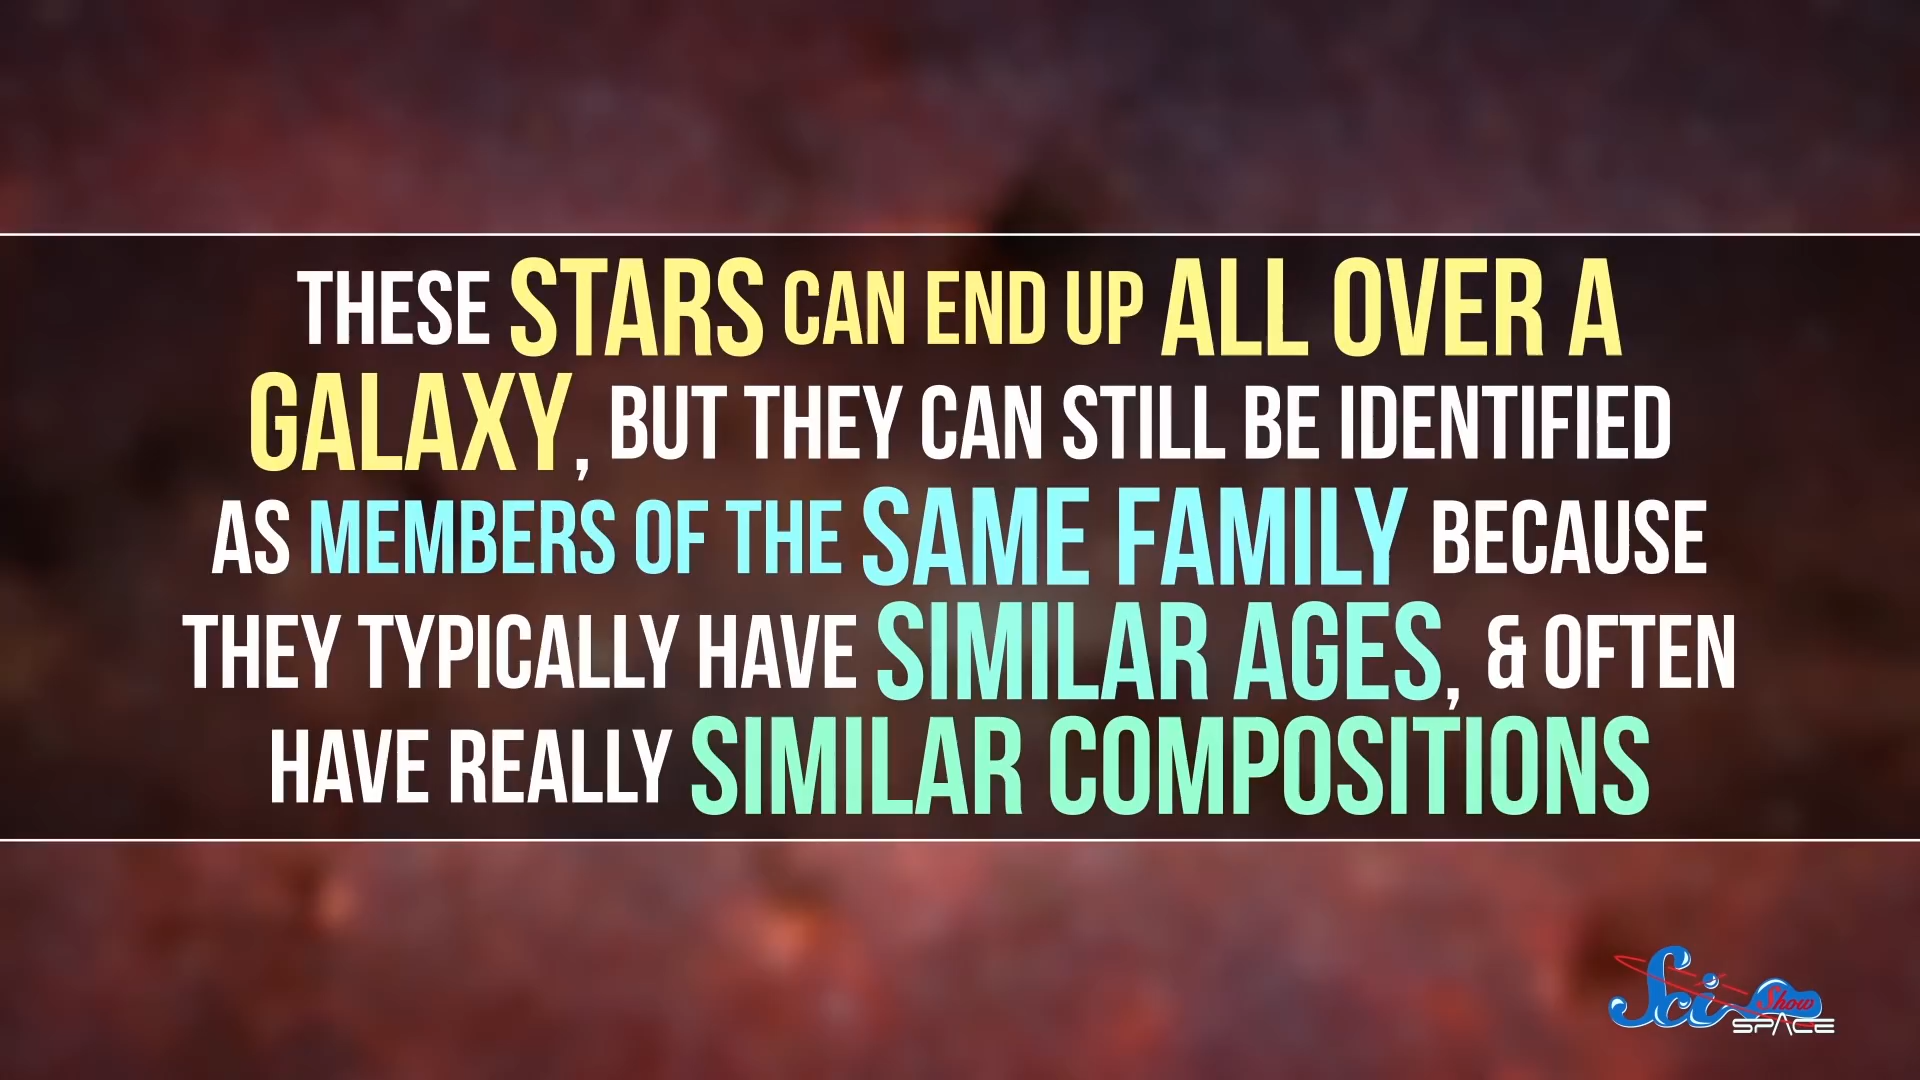 THESE STARS CAN END UP ALL OVER A
GALAXY, BUT THEY CAN STILL BE IDENTIFIED
AS MEMBERS OF THE SAME FAMILY BECAUSE
THEY TYPICALLY HAVE SIMILAR AGES, & OFTEN
HAVE REALLY SIMILAR COMPOSITIONS
Sci Show
SPACE